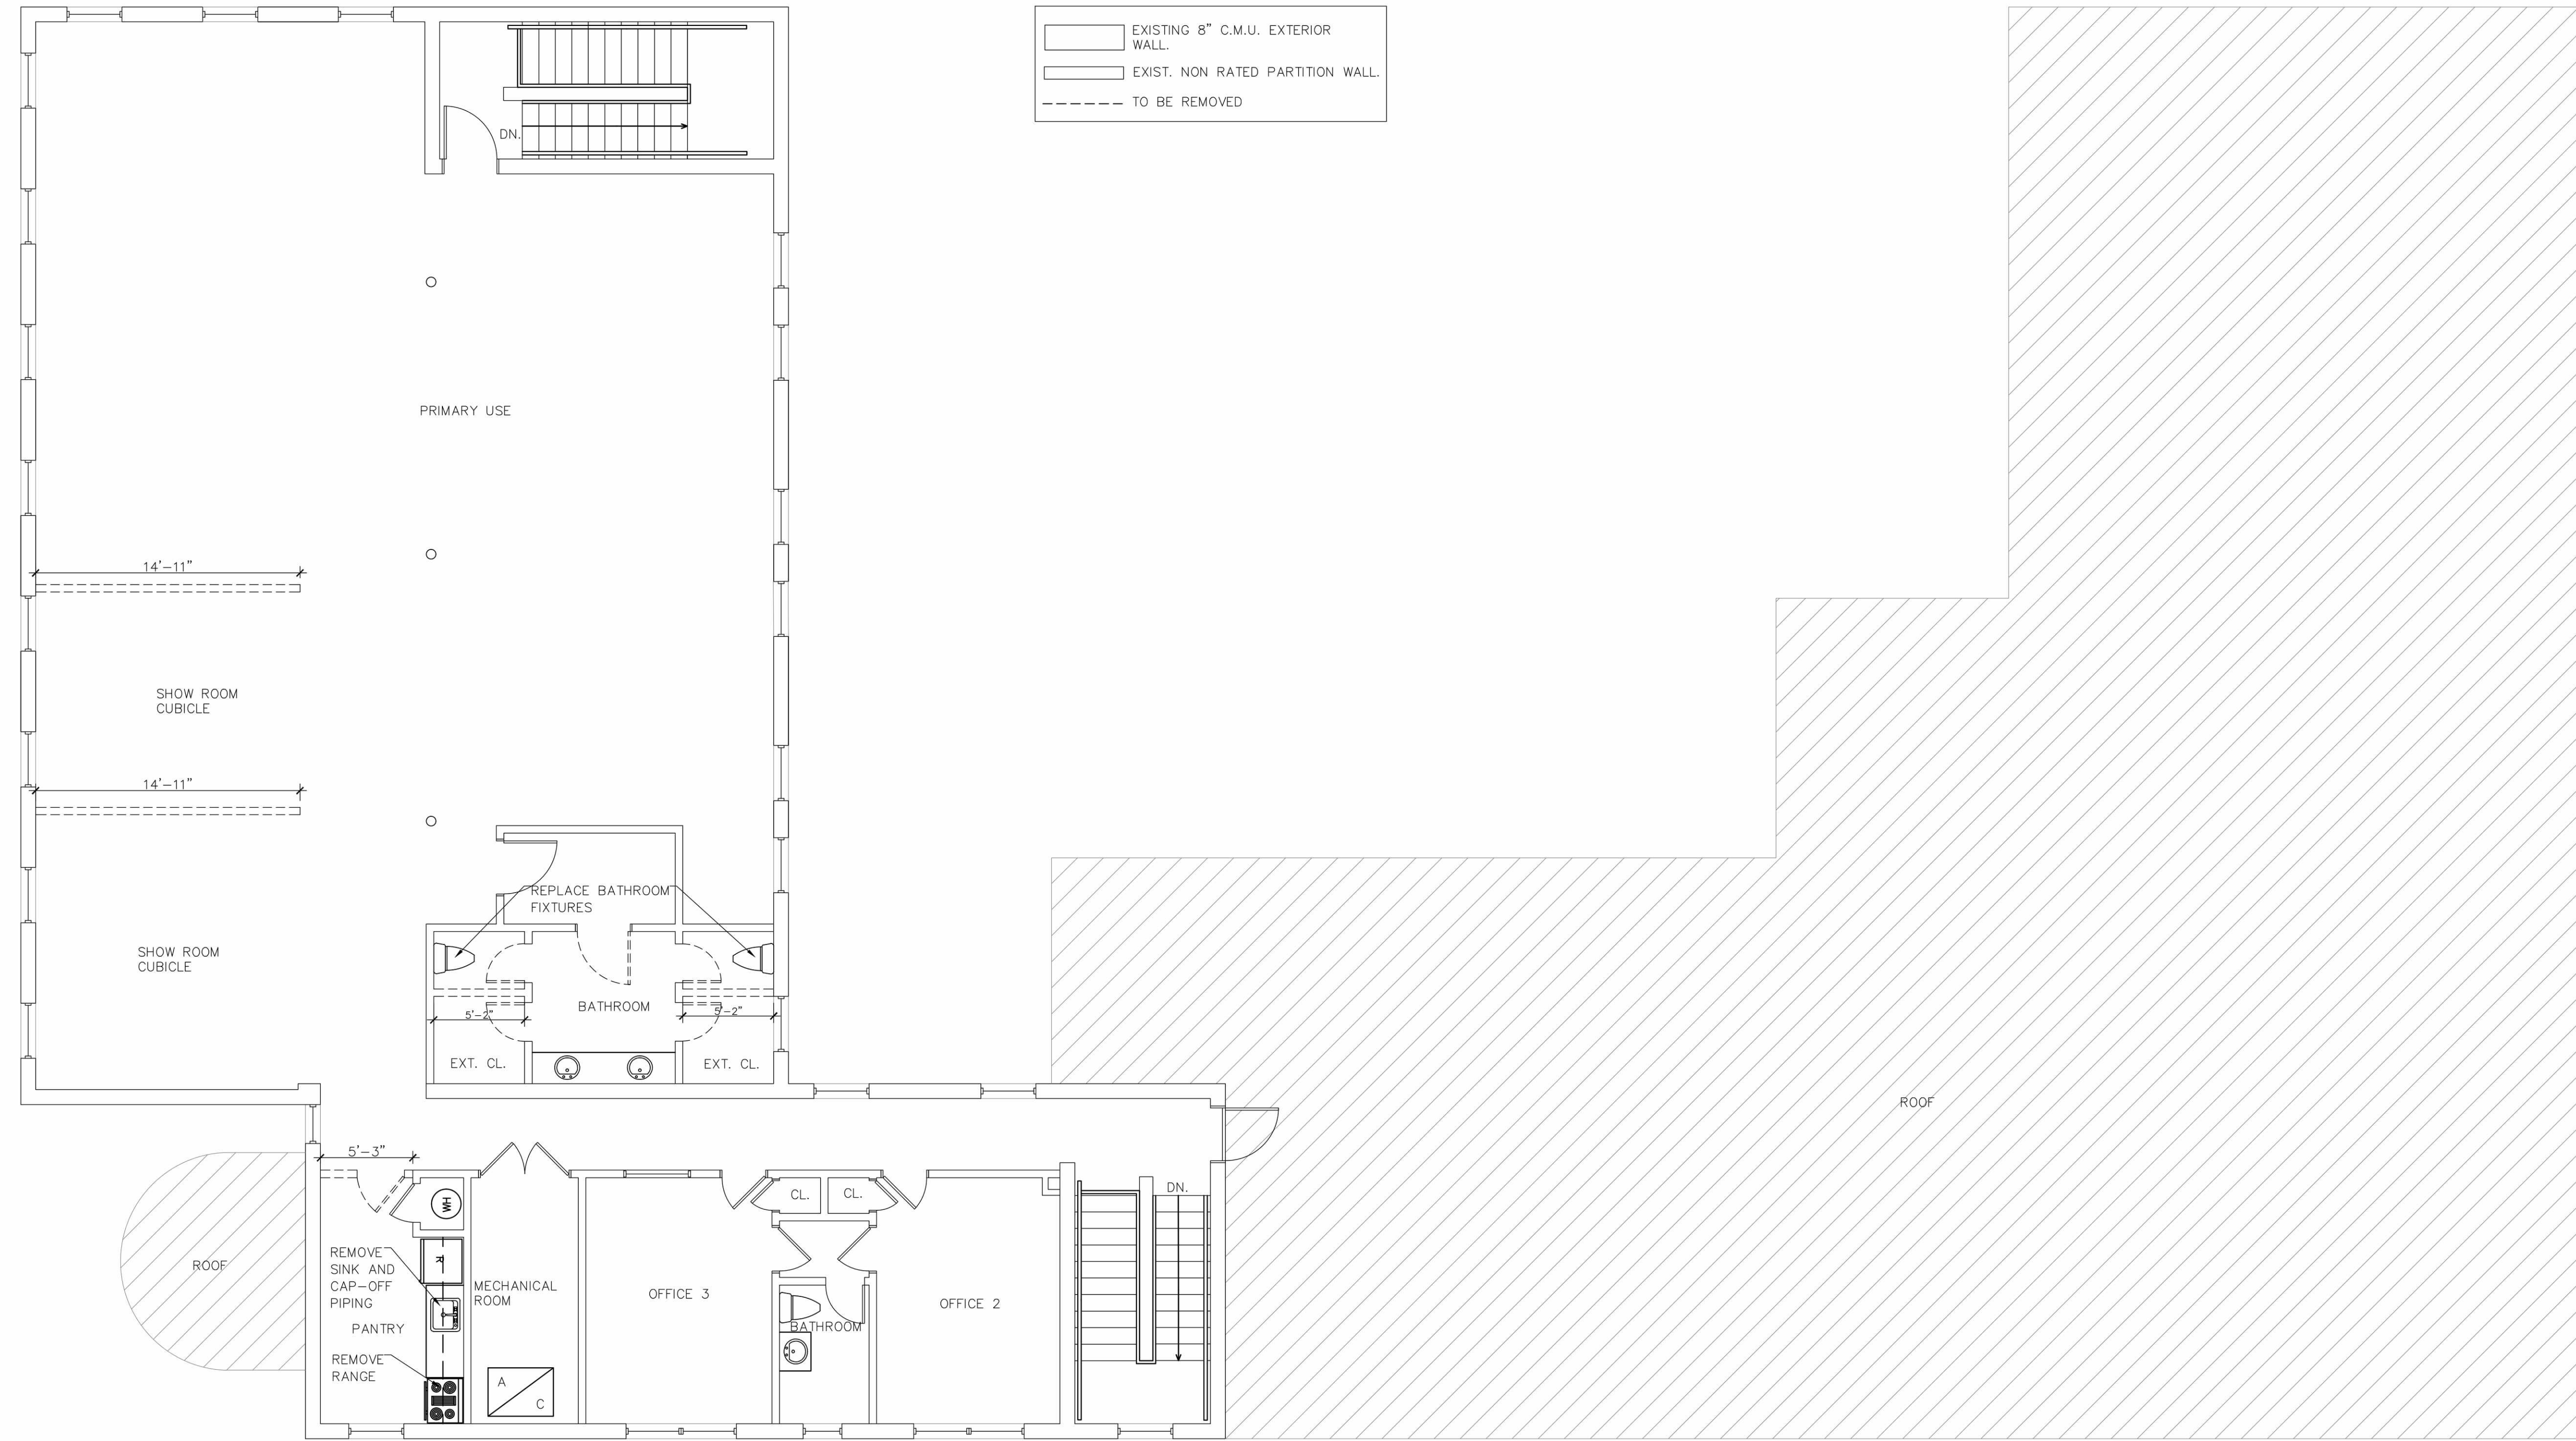 EXISTING 8" C.M.U. EXTERIOR
WALL.
EXIST. NON RATED PARTITION WALL.
TO BE REMOVED
DN.
PRIMARY USE
14'-11"
SHOW ROOM
CUBICLE
14'-11"
REPLACE BATHROOM
FIXTURES
SHOW ROOM
CUBICLE
BATHROOM
5'-2"
5'-2"
EXT. CL.
EXT. CL.
ROOF
5'-3"
HW
CL.
CL.
DN.
REMOVE
SINK AND
CAP-OFF
PIPING
R
ROOF
MECHANICAL
ROOM
OFFICE 3
OFFICE 2
PANTRY
BATHROOM
REMOVE
RANGE
A
C